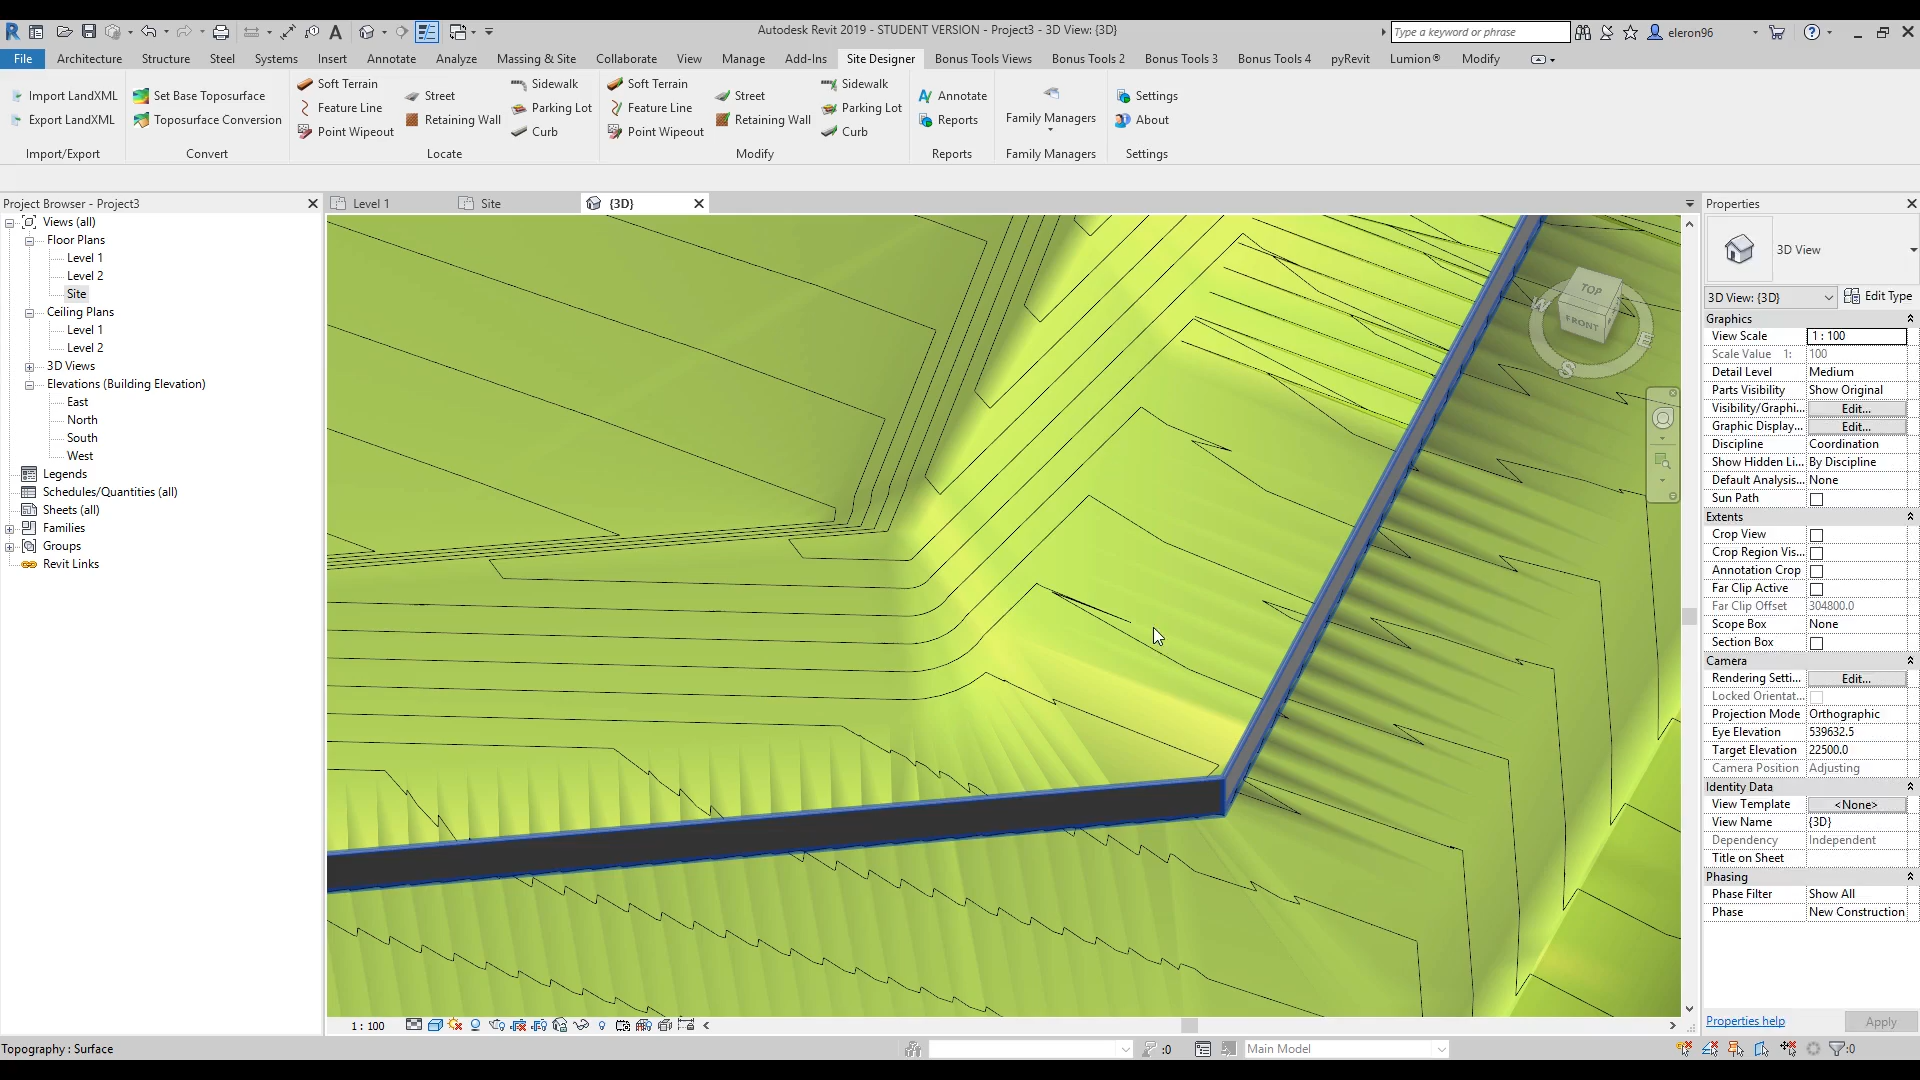 Autodesk Revit 2019 - STUDENT VERSION - Project3 - 3D View: {3D}
Type a keyword or phrase
eleron96
File Architecture Structure Steel Systems Insert Annotate Analyze Massing & Site Collaborate View Manage Add-Ins Site Designer Bonus Tools Views Bonus Tools 2 Bonus Tools 3 Bonus Tools 4 pyRevit Lumion® Modify
Import LandXML
Export LandXML
Import/Export
Set Base Toposurface
Toposurface Conversion
Convert
Soft Terrain
Feature Line
Point Wipeout
Street
Retaining Wall
Sidewalk
Parking Lot
Curb
Locate
Soft Terrain
Feature Line
Point Wipeout
Street
Retaining Wall
Sidewalk
Parking Lot
Curb
Modify
Annotate
Reports
Reports
Family Managers
Family Managers
Settings
About
Settings
Project Browser - Project3
Views (all)
Floor Plans
Level 1
Level 2
Site
Ceiling Plans
Level 1
Level 2
3D Views
Elevations (Building Elevation)
East
North
South
West
Legends
Schedules/Quantities (all)
Sheets (all)
Families
Groups
Revit Links
Level 1 Site {3D}
TOP
FRONT
W
S
E
1 : 100
Properties
3D View
3D View: {3D} Edit Type
Graphics
View Scale 1 : 100
Scale Value 1: 100
Detail Level Medium
Parts Visibility Show Original
Visibility/Graphi... Edit...
Graphic Display... Edit...
Discipline Coordination
Show Hidden Li... By Discipline
Default Analysis... None
Sun Path
Extents
Crop View
Crop Region Vis...
Annotation Crop
Far Clip Active
Far Clip Offset 304800.0
Scope Box None
Section Box
Camera
Rendering Setti... Edit...
Locked Orientat...
Projection Mode Orthographic
Eye Elevation 539632.5
Target Elevation 22500.0
Camera Position Adjusting
Identity Data
View Template <None>
View Name {3D}
Dependency Independent
Title on Sheet
Phasing
Phase Filter Show All
Phase New Construction
Properties help Apply
Topography : Surface
:0
Main Model
:0